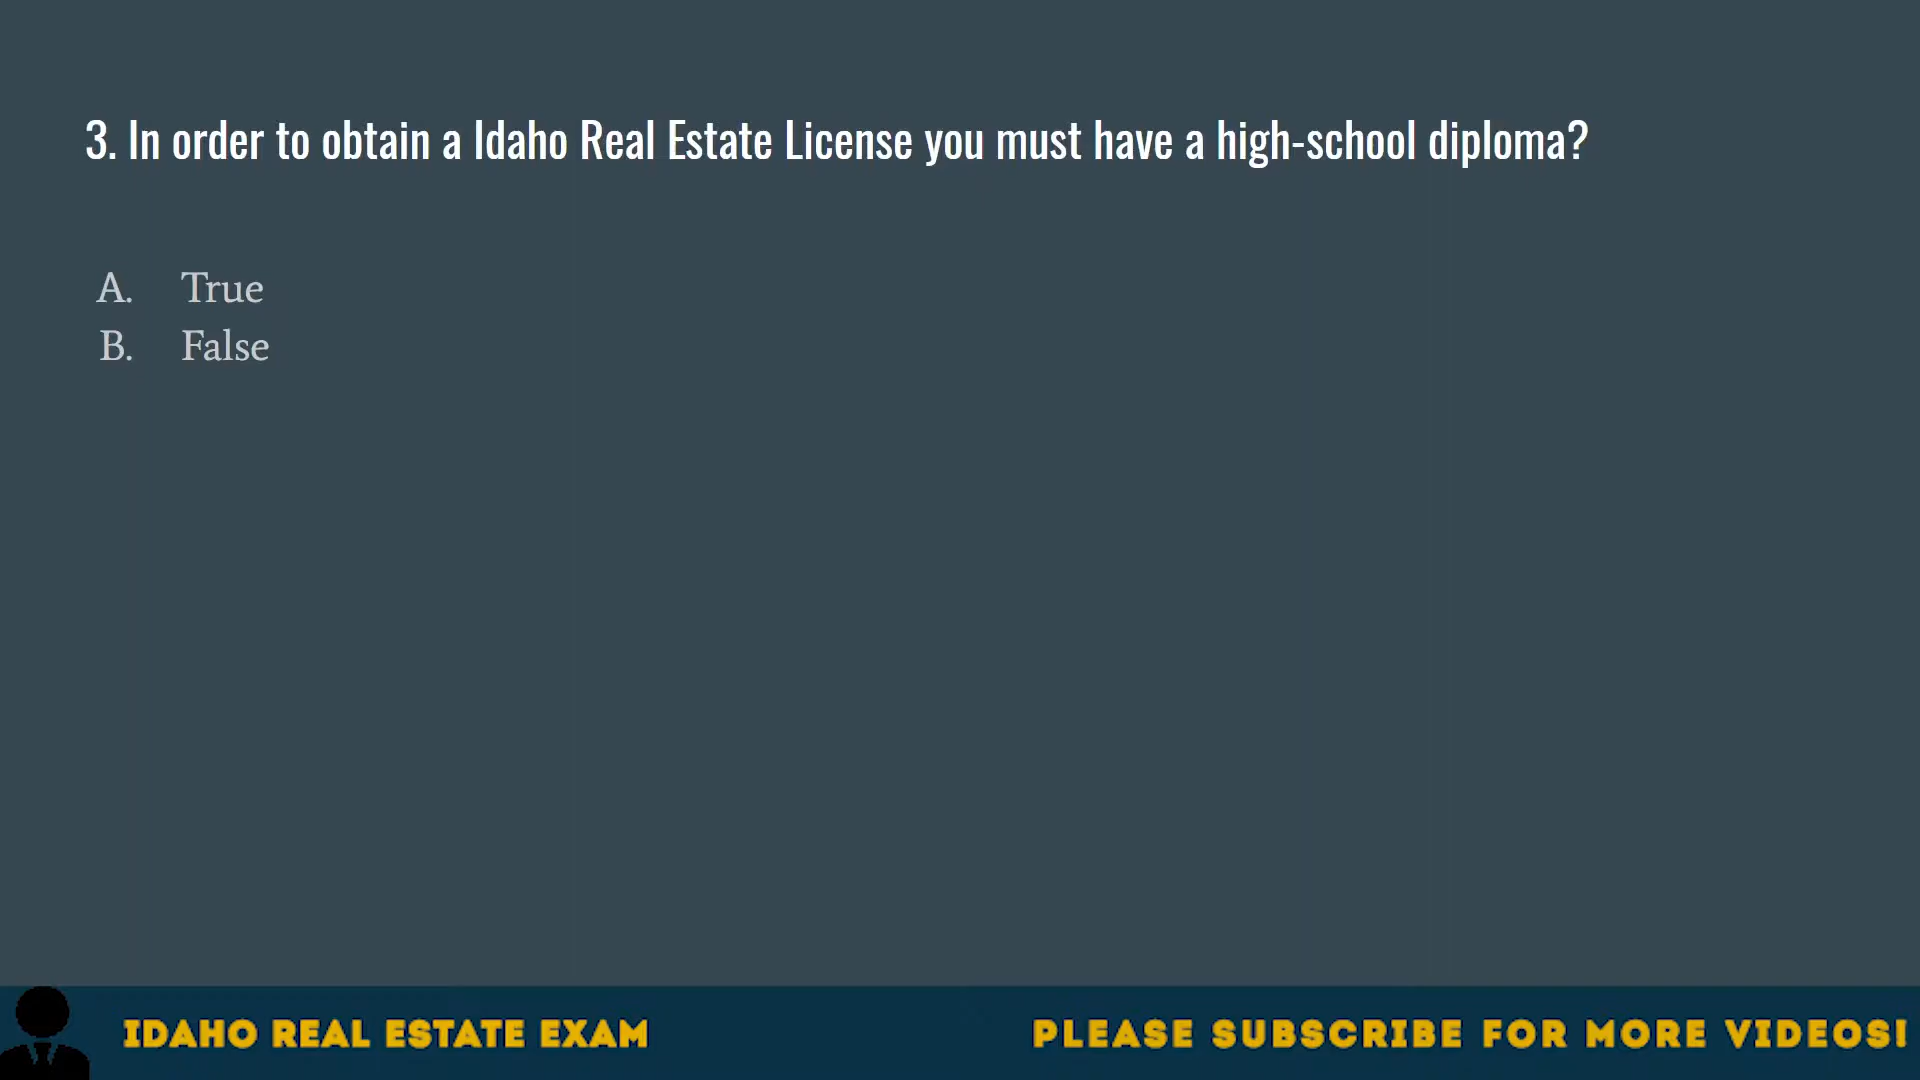 3. In order to obtain a Idaho Real Estate License you must have a high-school diploma?
A. True
B. False
IDAHO REAL ESTATE EXAM
PLEASE SUBSCRIBE FOR MORE VIDEOS!